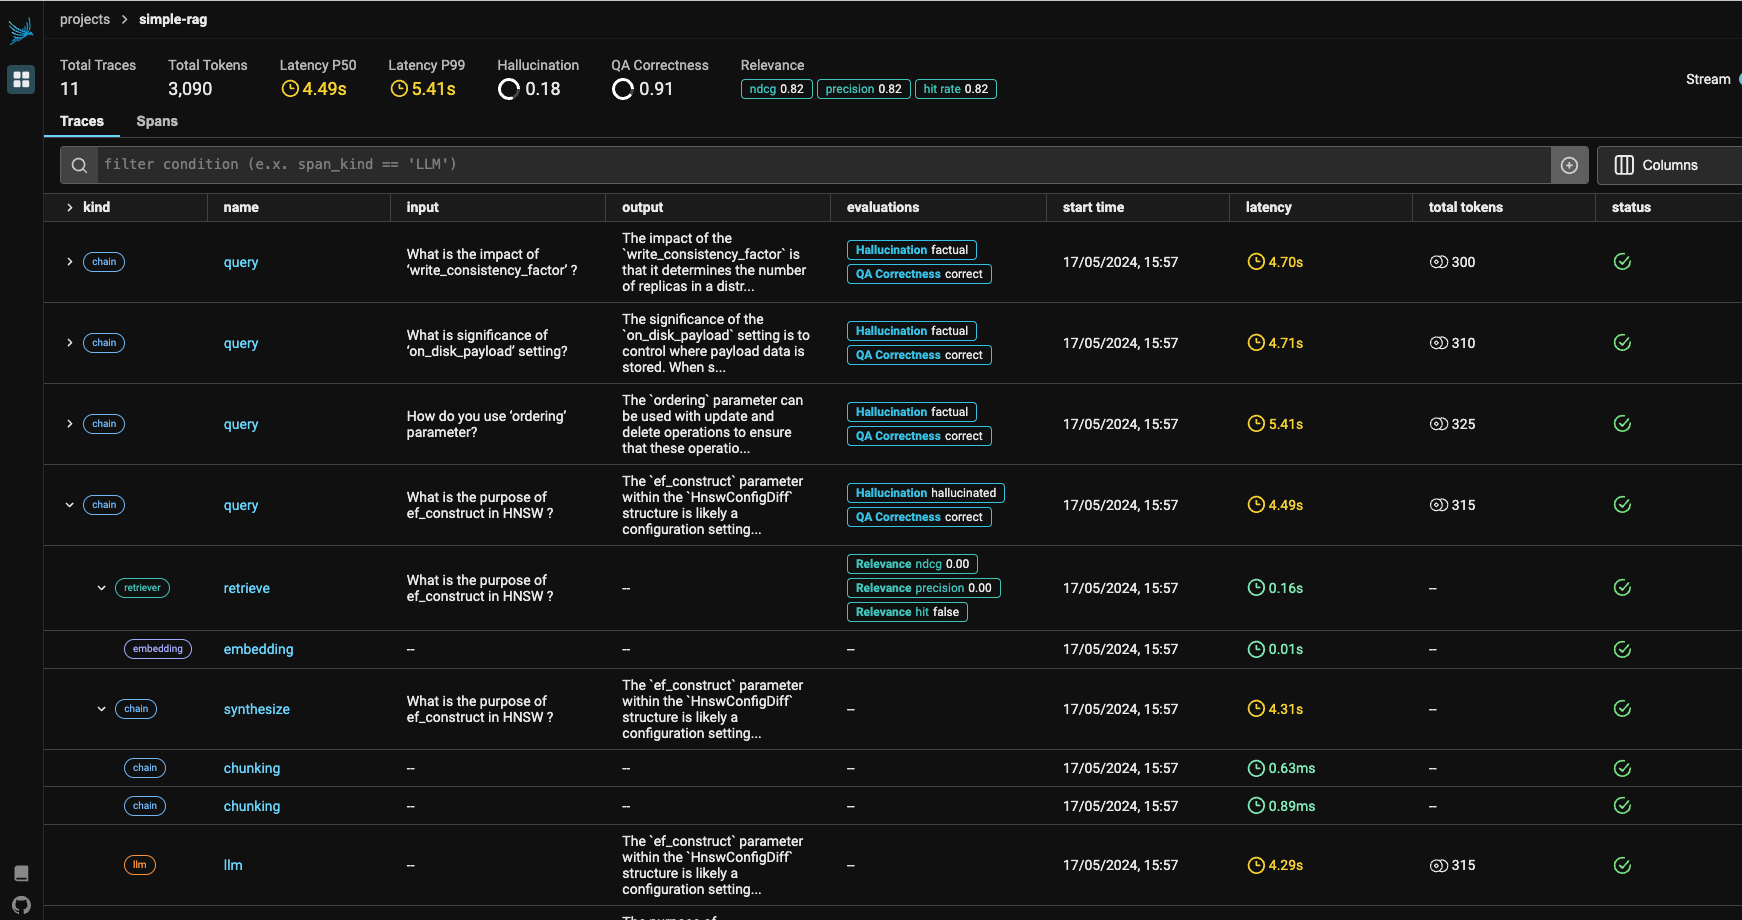 projects > simple-rag
Total Traces
11
Total Tokens
3,090
Latency P50
4.49s
Latency P99
5.41s
Hallucination
0.18
QA Correctness
0.91
Relevance
ndcg 0.82 precision 0.82 hit rate 0.82
Stream
Traces Spans
filter condition (e.x. span_kind == 'LLM')
Columns
kind name input output evaluations start time latency total tokens status
chain
query
What is the impact of
‘write_consistency_factor’ ?
The impact of the
`write_consistency_factor` is
that it determines the number
of replicas in a distr...
Hallucination factual
QA Correctness correct
17/05/2024, 15:57
4.70s
300
chain
query
What is significance of
‘on_disk_payload’ setting?
The significance of the
`on_disk_payload` setting is to
control where payload data is
stored. When s...
Hallucination factual
QA Correctness correct
17/05/2024, 15:57
4.71s
310
chain
query
How do you use ‘ordering’
parameter?
The `ordering` parameter can
be used with update and
delete operations to ensure
that these operatio...
Hallucination factual
QA Correctness correct
17/05/2024, 15:57
5.41s
325
chain
query
What is the purpose of
ef_construct in HNSW ?
The `ef_construct` parameter
within the `HnswConfigDiff`
structure is likely a
configuration setting...
Hallucination hallucinated
QA Correctness correct
17/05/2024, 15:57
4.49s
315
retriever
retrieve
What is the purpose of
ef_construct in HNSW ?
--
Relevance ndcg 0.00
Relevance precision 0.00
Relevance hit false
17/05/2024, 15:57
0.16s
--
embedding
embedding
--
--
--
17/05/2024, 15:57
0.01s
--
chain
synthesize
What is the purpose of
ef_construct in HNSW ?
The `ef_construct` parameter
within the `HnswConfigDiff`
structure is likely a
configuration setting...
--
17/05/2024, 15:57
4.31s
--
chain
chunking
--
--
--
17/05/2024, 15:57
0.63ms
--
chain
chunking
--
--
--
17/05/2024, 15:57
0.89ms
--
llm
llm
--
The `ef_construct` parameter
within the `HnswConfigDiff`
structure is likely a
configuration setting...
--
17/05/2024, 15:57
4.29s
315
The purpose of